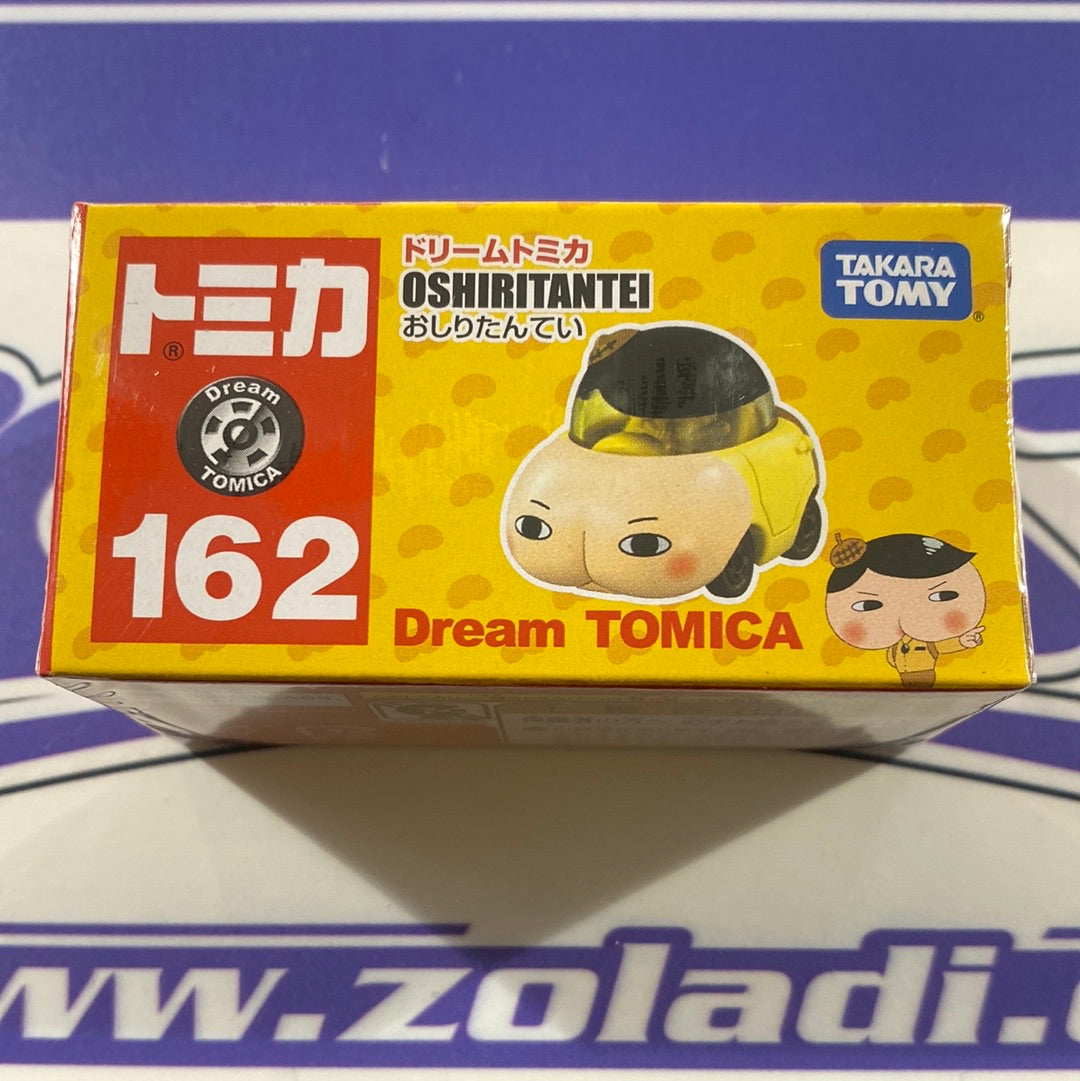 トミカ
®
Dream
TOMICA
162
ドリームトミカ
OSHIRITANTEI
おしりたんてい
TAKARA
TOMY
®
Dream TOMICA
www.zoladi.